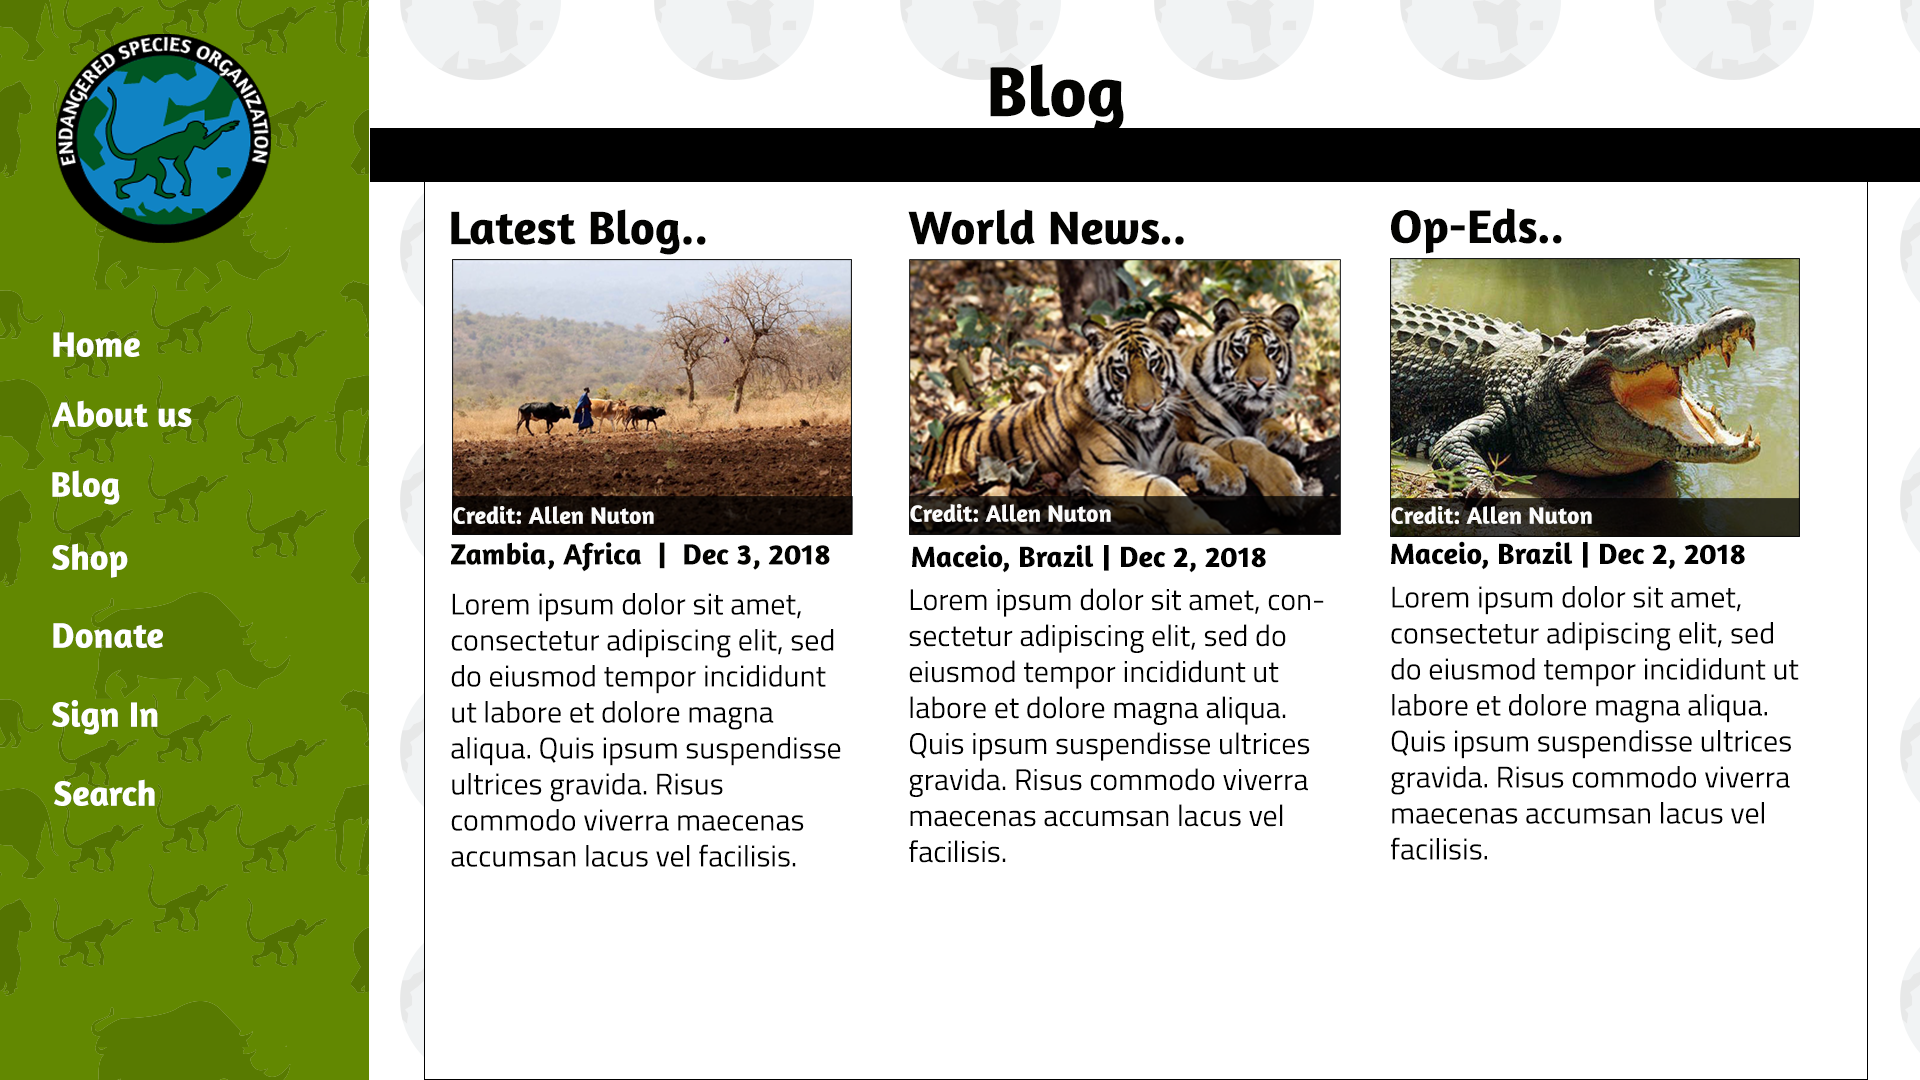 ENDANGERED SPECIES ORGANIZATION
Home
About us
Blog
Shop
Donate
Sign In
Search
Blog
Latest Blog..
Credit: Allen Nuton
Zambia, Africa | Dec 3, 2018
Lorem ipsum dolor sit amet,
consectetur adipiscing elit, sed
do eiusmod tempor incididunt
ut labore et dolore magna
aliqua. Quis ipsum suspendisse
ultrices gravida. Risus
commodo viverra maecenas
accumsan lacus vel facilisis.
World News..
Credit: Allen Nuton
Maceio, Brazil | Dec 2, 2018
Lorem ipsum dolor sit amet, con-
sectetur adipiscing elit, sed do
eiusmod tempor incididunt ut
labore et dolore magna aliqua.
Quis ipsum suspendisse ultrices
gravida. Risus commodo viverra
maecenas accumsan lacus vel
facilisis.
Op-Eds..
Credit: Allen Nuton
Maceio, Brazil | Dec 2, 2018
Lorem ipsum dolor sit amet,
consectetur adipiscing elit, sed
do eiusmod tempor incididunt ut
labore et dolore magna aliqua.
Quis ipsum suspendisse ultrices
gravida. Risus commodo viverra
maecenas accumsan lacus vel
facilisis.